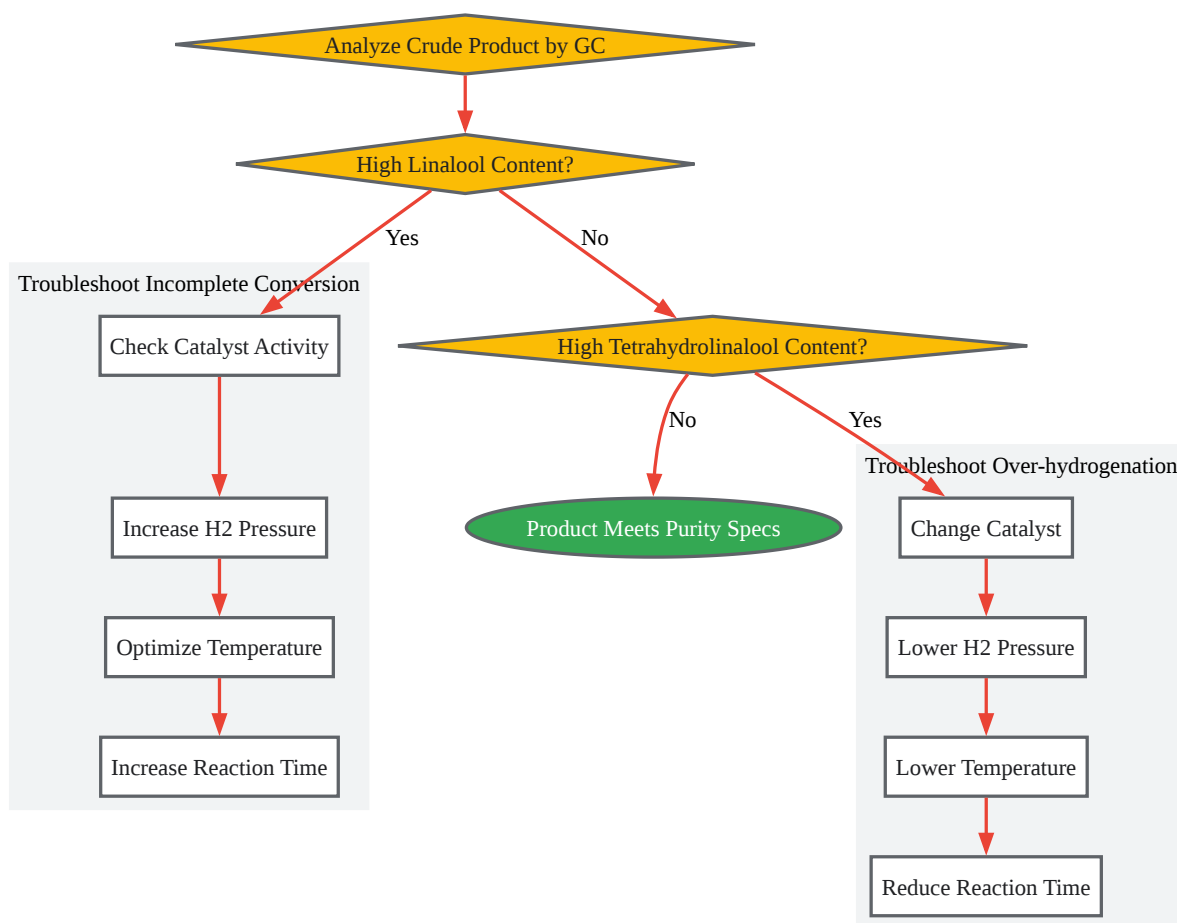 Analyze Crude Product by GC
High Linalool Content?
Yes
No
Troubleshoot Incomplete Conversion
Check Catalyst Activity
High Tetrahydrolinalool Content?
No
Yes
Troubleshoot Over-hydrogenation
Increase H2 Pressure
Product Meets Purity Specs
Change Catalyst
Optimize Temperature
Lower H2 Pressure
Increase Reaction Time
Lower Temperature
Reduce Reaction Time